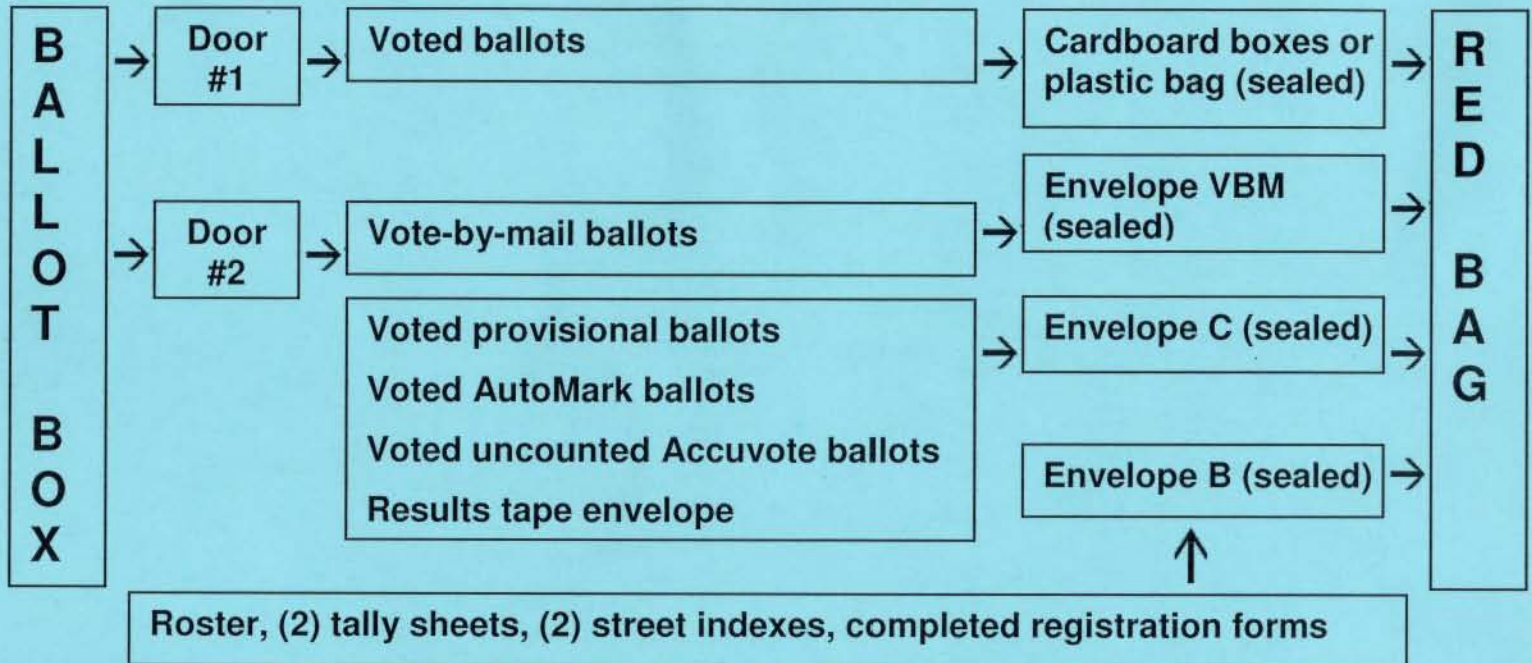 BALLOT BOX
Door
#1
Voted ballots
Cardboard boxes or
plastic bag (sealed)
RED BAG
Door
#2
Vote-by-mail ballots
Envelope VBM
(sealed)
Voted provisional ballots
Voted AutoMark ballots
Voted uncounted Accuvote ballots
Results tape envelope
Envelope C (sealed)
Envelope B (sealed)
Roster, (2) tally sheets, (2) street indexes, completed registration forms